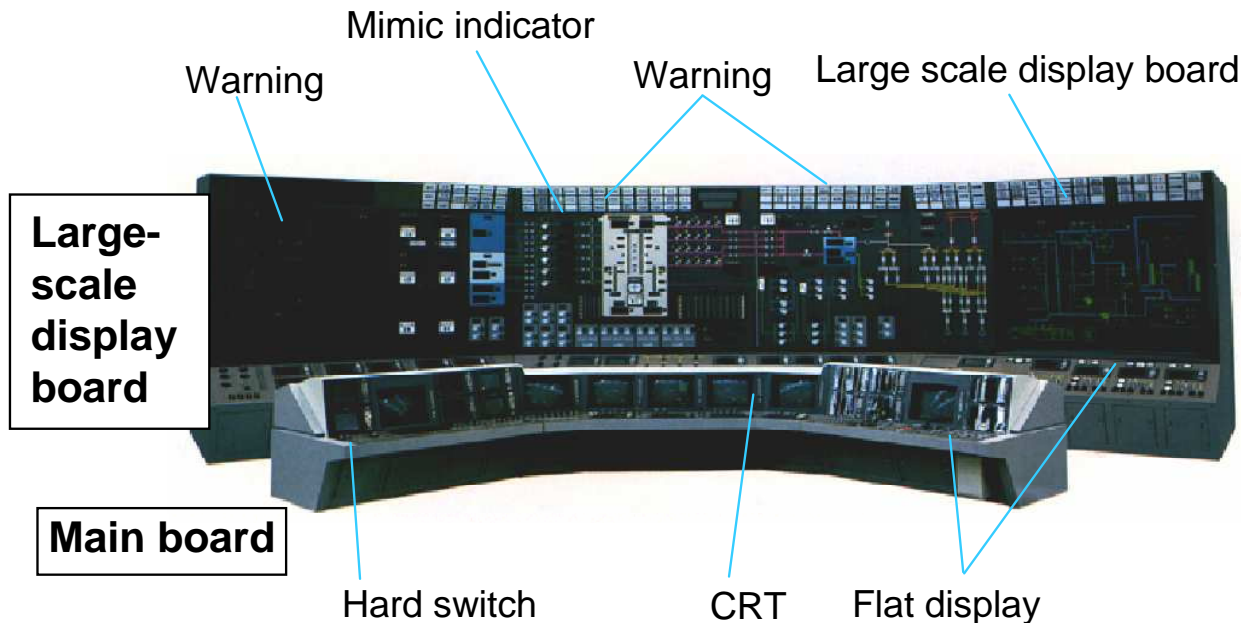 Mimic indicator
Warning
Warning
Large scale display board
Large-
scale
display
board
Main board
Hard switch
CRT
Flat display